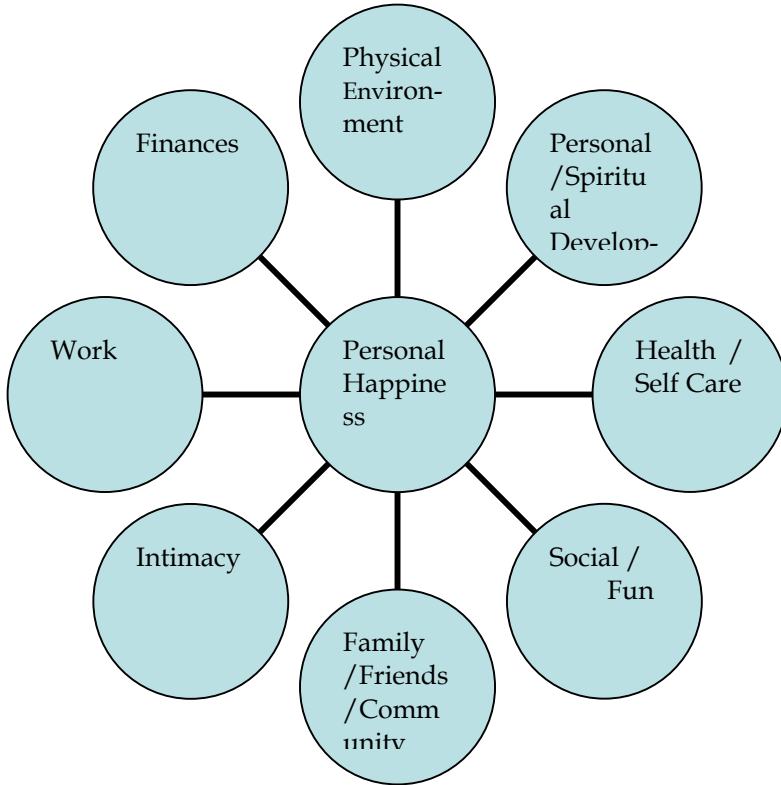 Physical
Environ-
ment
Finances
Personal
/Spiritu
al
Develop-
Work
Personal
Happine
ss
Health /
Self Care
Intimacy
Social /
Fun
Family
/Friends
/Comm
unity